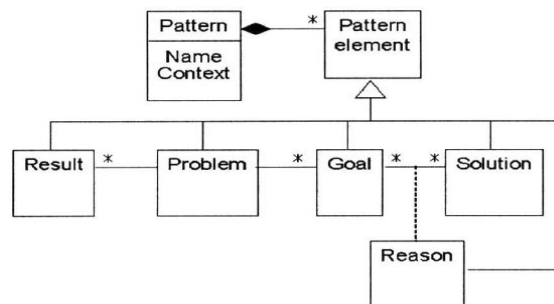 Pattern
Name
Context
*
Pattern
element
Result
*
Problem
*
Goal
*
*
Solution
Reason